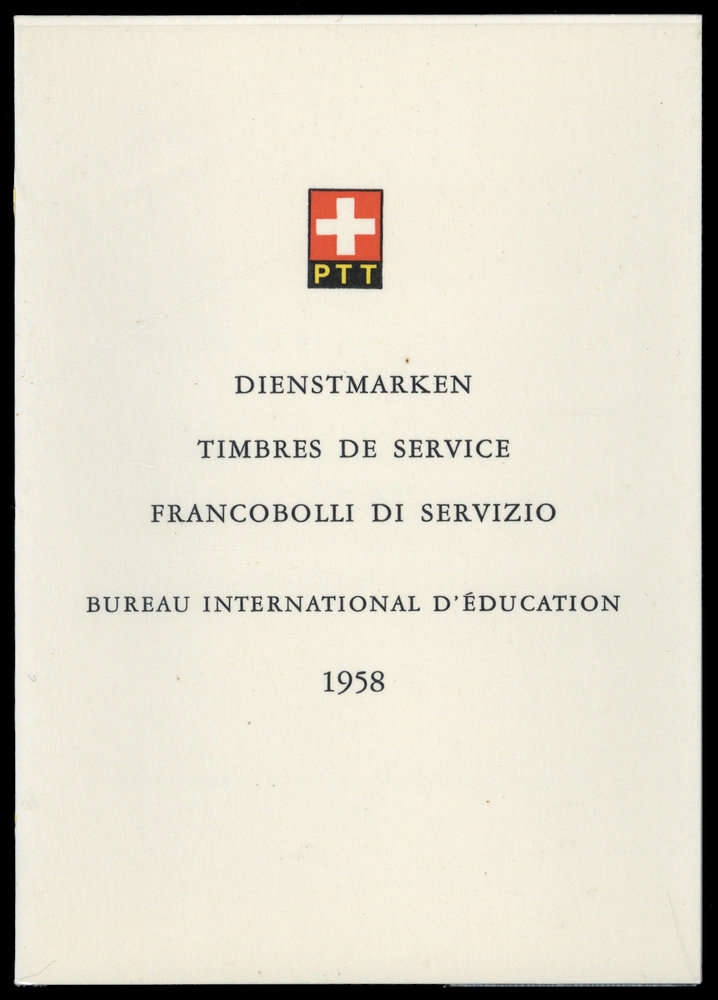 PTT
DIENSTMARKEN
TIMBRES DE SERVICE
FRANCOBOLLI DI SERVIZIO
BUREAU INTERNATIONAL D'ÉDUCATION
1958